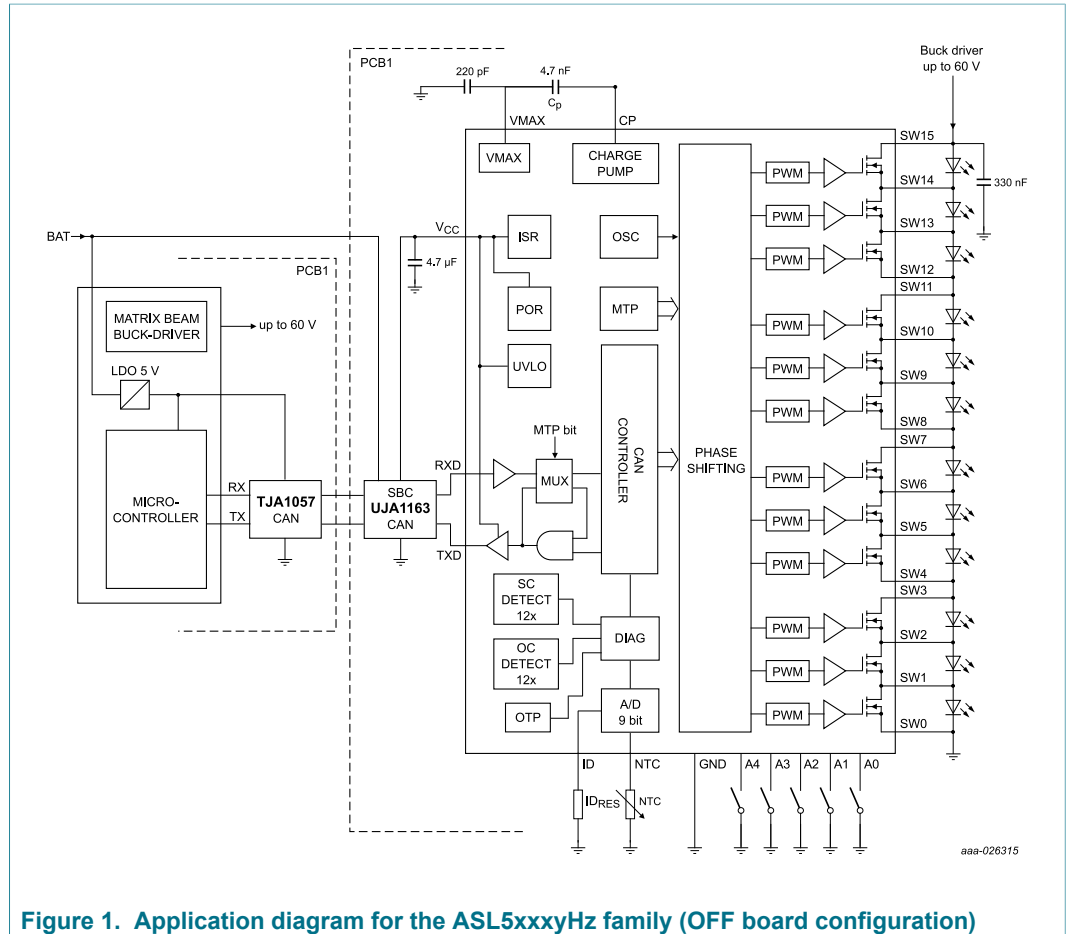 Buck driver
up to 60 V
PCB1
220 pF
4.7 nF
Cp
VMAX
CP
SW15
VMAX
CHARGE
PUMP
PWM
SW14
330 nF
PWM
SW13
BAT
VCC
ISR
OSC
PWM
SW12
4.7 µF
PCB1
SW11
MATRIX BEAM
BUCK-DRIVER
up to 60 V
POR
MTP
PWM
SW10
LDO 5 V
UVLO
PWM
SW9
PWM
SW8
MTP bit
CAN
CONTROLLER
PHASE
SHIFTING
SW7
RXD
MUX
PWM
SW6
MICRO-
CONTROLLER
RX
TX
TJA1057
CAN
SBC
UJA1163
CAN
PWM
SW5
TXD
PWM
SW4
SC
DETECT
12x
SW3
DIAG
PWM
SW2
OC
DETECT
12x
PWM
SW1
OTP
A/D
9 bit
PWM
SW0
ID
NTC
GND
A4
A3
A2
A1
A0
IDRES
NTC
aaa-026315
Figure 1. Application diagram for the ASL5xxxyHz family (OFF board configuration)